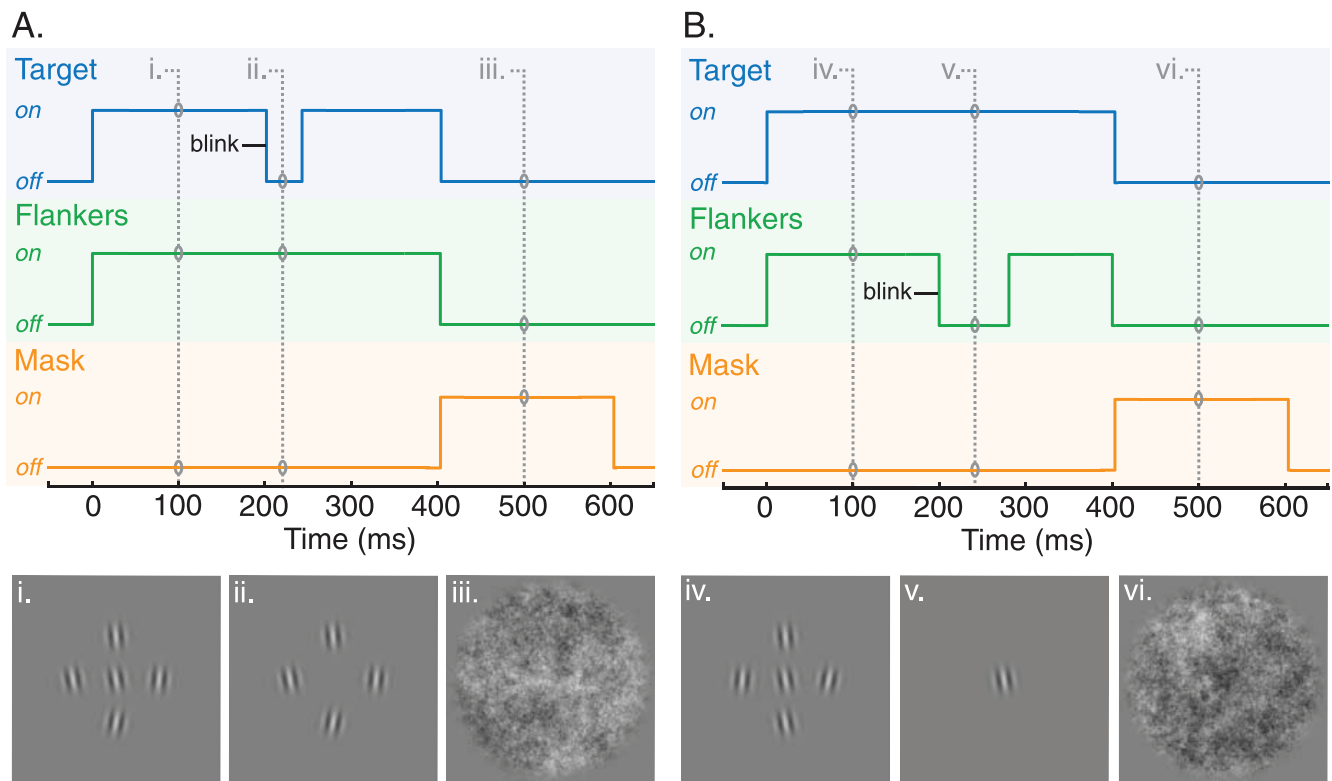 A.
Target
i.
ii.
iii.
on
blink
off
Flankers
on
off
Mask
on
off
0 100 200 300 400 500 600
Time (ms)
i.
ii.
iii.
B.
Target
iv.
v.
vi.
on
off
Flankers
on
blink
off
Mask
on
off
0 100 200 300 400 500 600
Time (ms)
iv.
v.
vi.